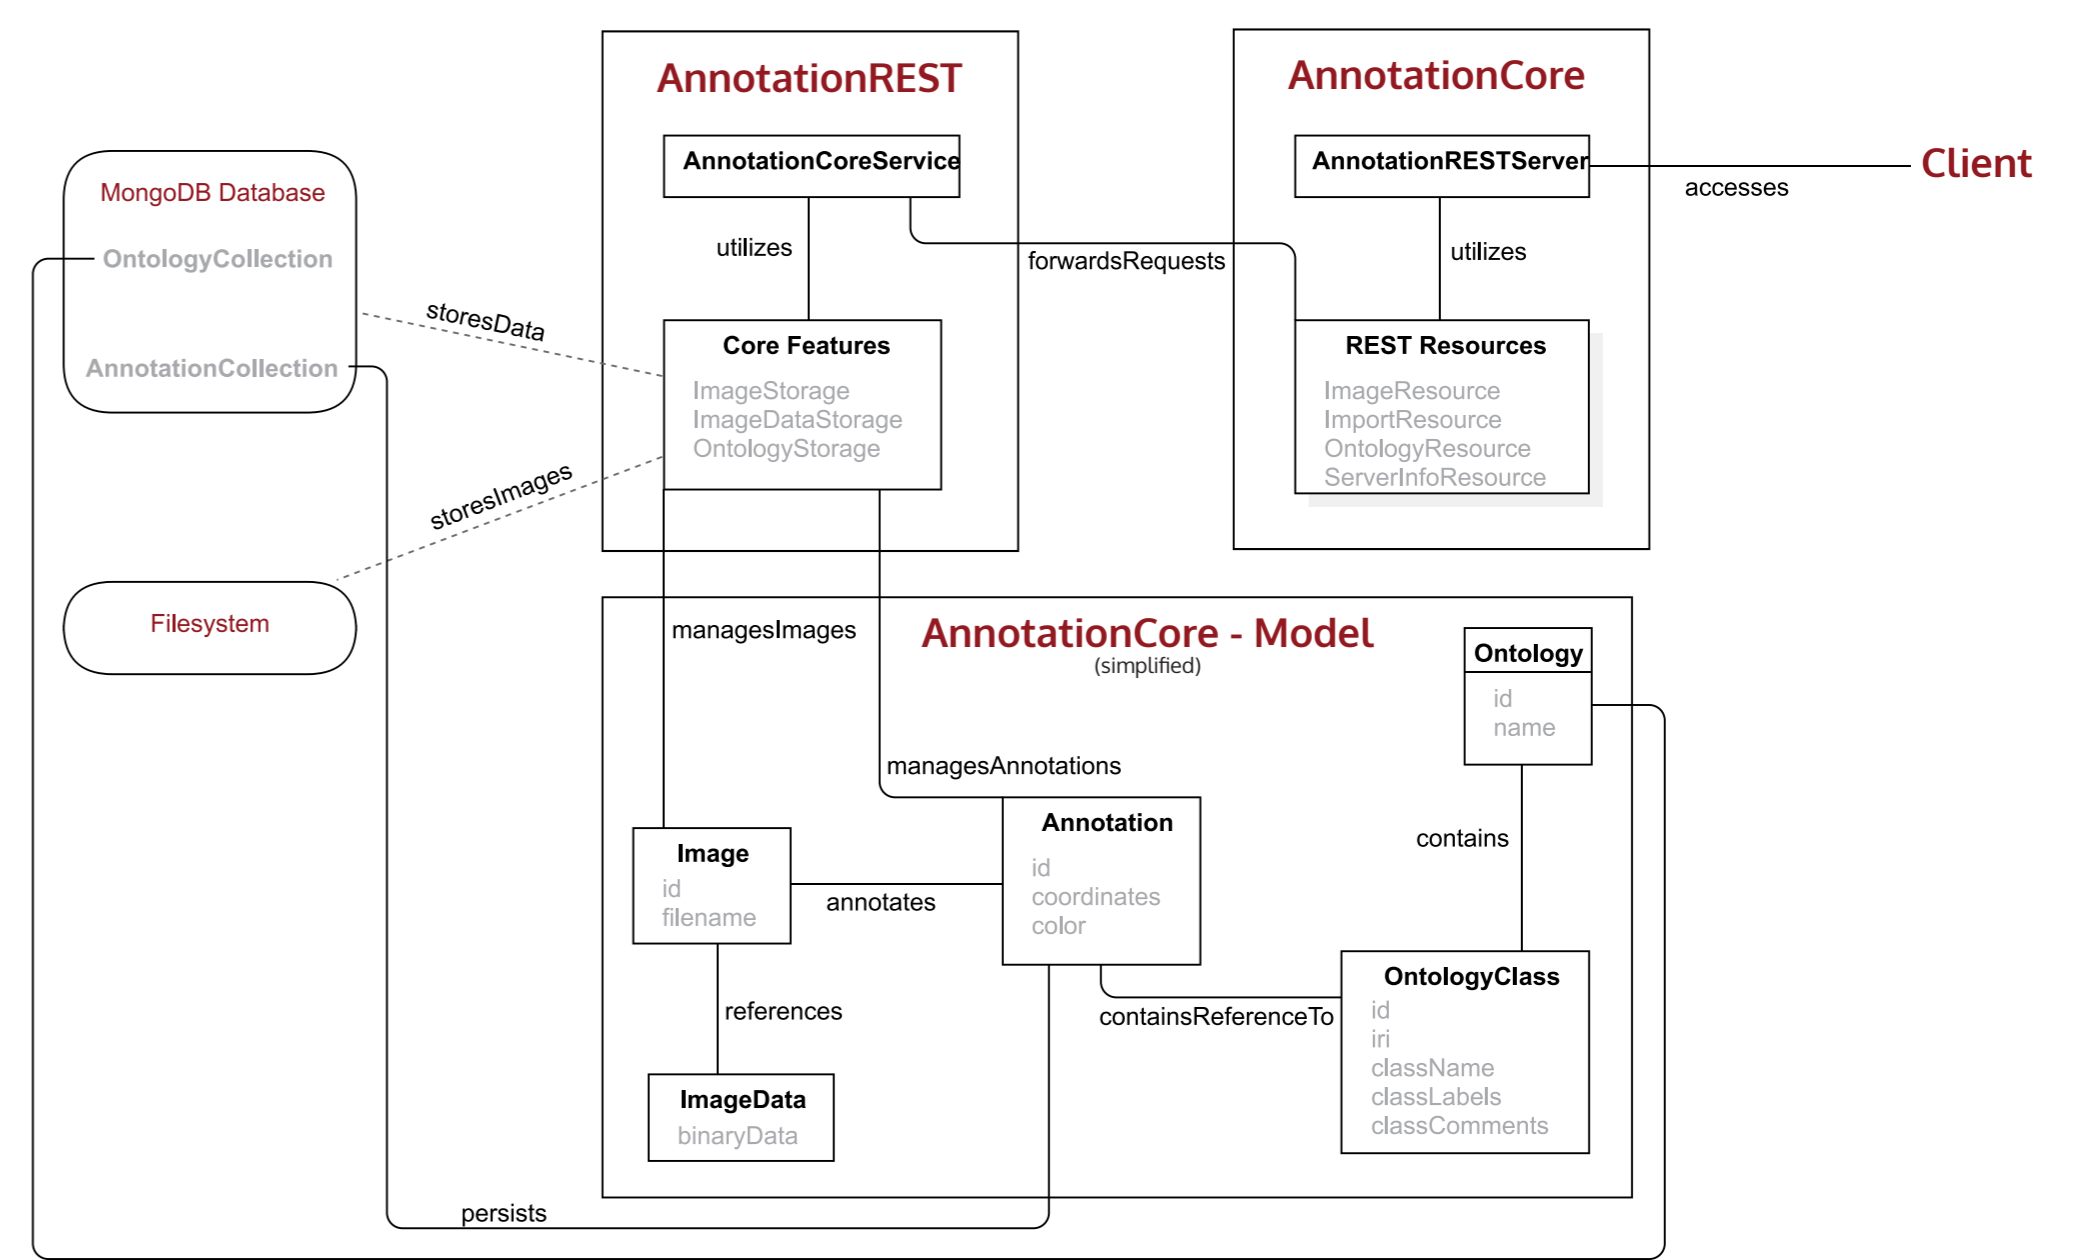 AnnotationREST
AnnotationCoreService
utilizes
forwardsRequests
Core Features
ImageStorage
ImageDataStorage
OntologyStorage
AnnotationCore
AnnotationRESTServer
utilizes
REST Resources
ImageResource
ImportResource
OntologyResource
ServerInfoResource
accesses
Client
MongoDB Database
OntologyCollection
AnnotationCollection
storesData
storesImages
Filesystem
managesImages
managesAnnotations
AnnotationCore - Model
(simplified)
Ontology
id
name
contains
Image
id
filename
annotates
Annotation
id
coordinates
color
references
containsReferenceTo
OntologyClass
id
iri
className
classLabels
classComments
ImageData
binaryData
persists